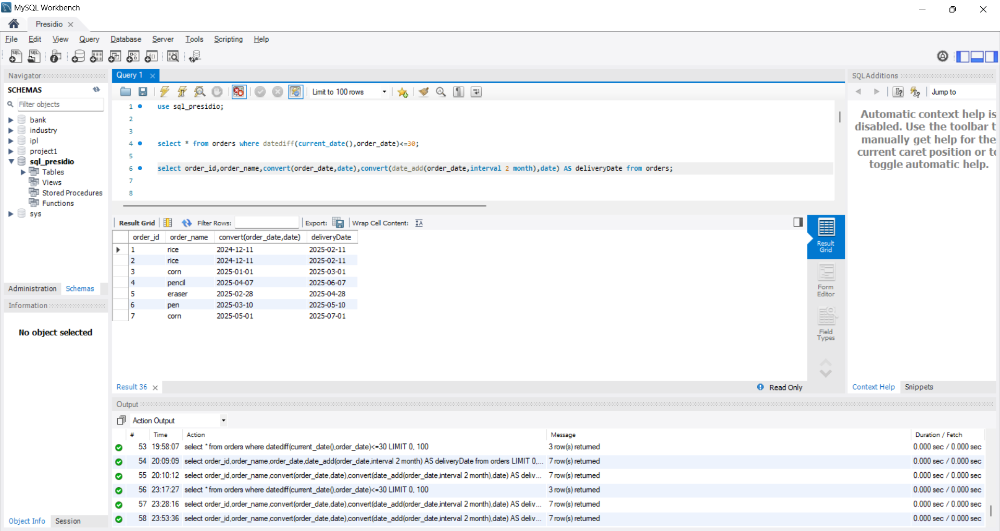 MySQL Workbench
Presidio
File Edit View Query Database Server Tools Scripting Help
Navigator
SCHEMAS
Filter objects
bank
industry
ipl
project1
sql_presidio
Tables
Views
Stored Procedures
Functions
sys
Administration Schemas
Information
No object selected
Object Info Session
Query 1
Limit to 100 rows
1 use sql_presidio;
2
3
4 select * from orders where datediff(current_date(),order_date)<=30;
5
6 select order_id,order_name,convert(order_date,date),convert(date_add(order_date,interval 2 month),date) AS deliveryDate from orders;
7
8
Result Grid Filter Rows: Export: Wrap Cell Content:
order_id order_name convert(order_date,date) deliveryDate
1 rice 2024-12-11 2025-02-11
2 rice 2024-12-11 2025-02-11
3 corn 2025-01-01 2025-03-01
4 pencil 2025-04-07 2025-06-07
5 eraser 2025-02-28 2025-04-28
6 pen 2025-03-10 2025-05-10
7 corn 2025-05-01 2025-07-01
Result
Grid
Form
Editor
Field
Types
Result 36
Read Only
SQLAdditions
Jump to
Automatic context help is
disabled. Use the toolbar t
manually get help for the
current caret position or to
toggle automatic help.
Context Help Snippets
Output
Action Output
# Time Action Message Duration / Fetch
53 19:58:07 select * from orders where datediff(current_date(),order_date)<=30 LIMIT 0, 100 3 row(s) returned 0.000 sec / 0.000 sec
54 20:09:09 select order_id,order_name,order_date,date_add(order_date,interval 2 month) AS deliveryDate from orders LIMIT 0,... 7 row(s) returned 0.000 sec / 0.000 sec
55 20:10:12 select order_id,order_name,convert(order_date,date),convert(date_add(order_date,interval 2 month),date) AS deliv... 7 row(s) returned 0.000 sec / 0.000 sec
56 23:17:27 select * from orders where datediff(current_date(),order_date)<=30 LIMIT 0, 100 3 row(s) returned 0.000 sec / 0.000 sec
57 23:28:16 select order_id,order_name,convert(order_date,date),convert(date_add(order_date,interval 2 month),date) AS deliv... 7 row(s) returned 0.000 sec / 0.000 sec
58 23:53:36 select order_id,order_name,convert(order_date,date),convert(date_add(order_date,interval 2 month),date) AS deliv... 7 row(s) returned 0.000 sec / 0.000 sec